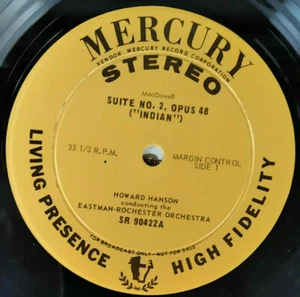 MERCURY
VENDOR: MERCURY RECORD CORPORATION
STEREO
MacDowell
SUITE NO. 2, OPUS 48
("INDIAN")
33 1/3 R.P.M.
MARGIN CONTROL
SIDE 1
HOWARD HANSON
conducting the
EASTMAN-ROCHESTER ORCHESTRA
SR 90422A
FOR BROADCAST ONLY - NOT FOR SALE
LIVING PRESENCE
HIGH FIDELITY